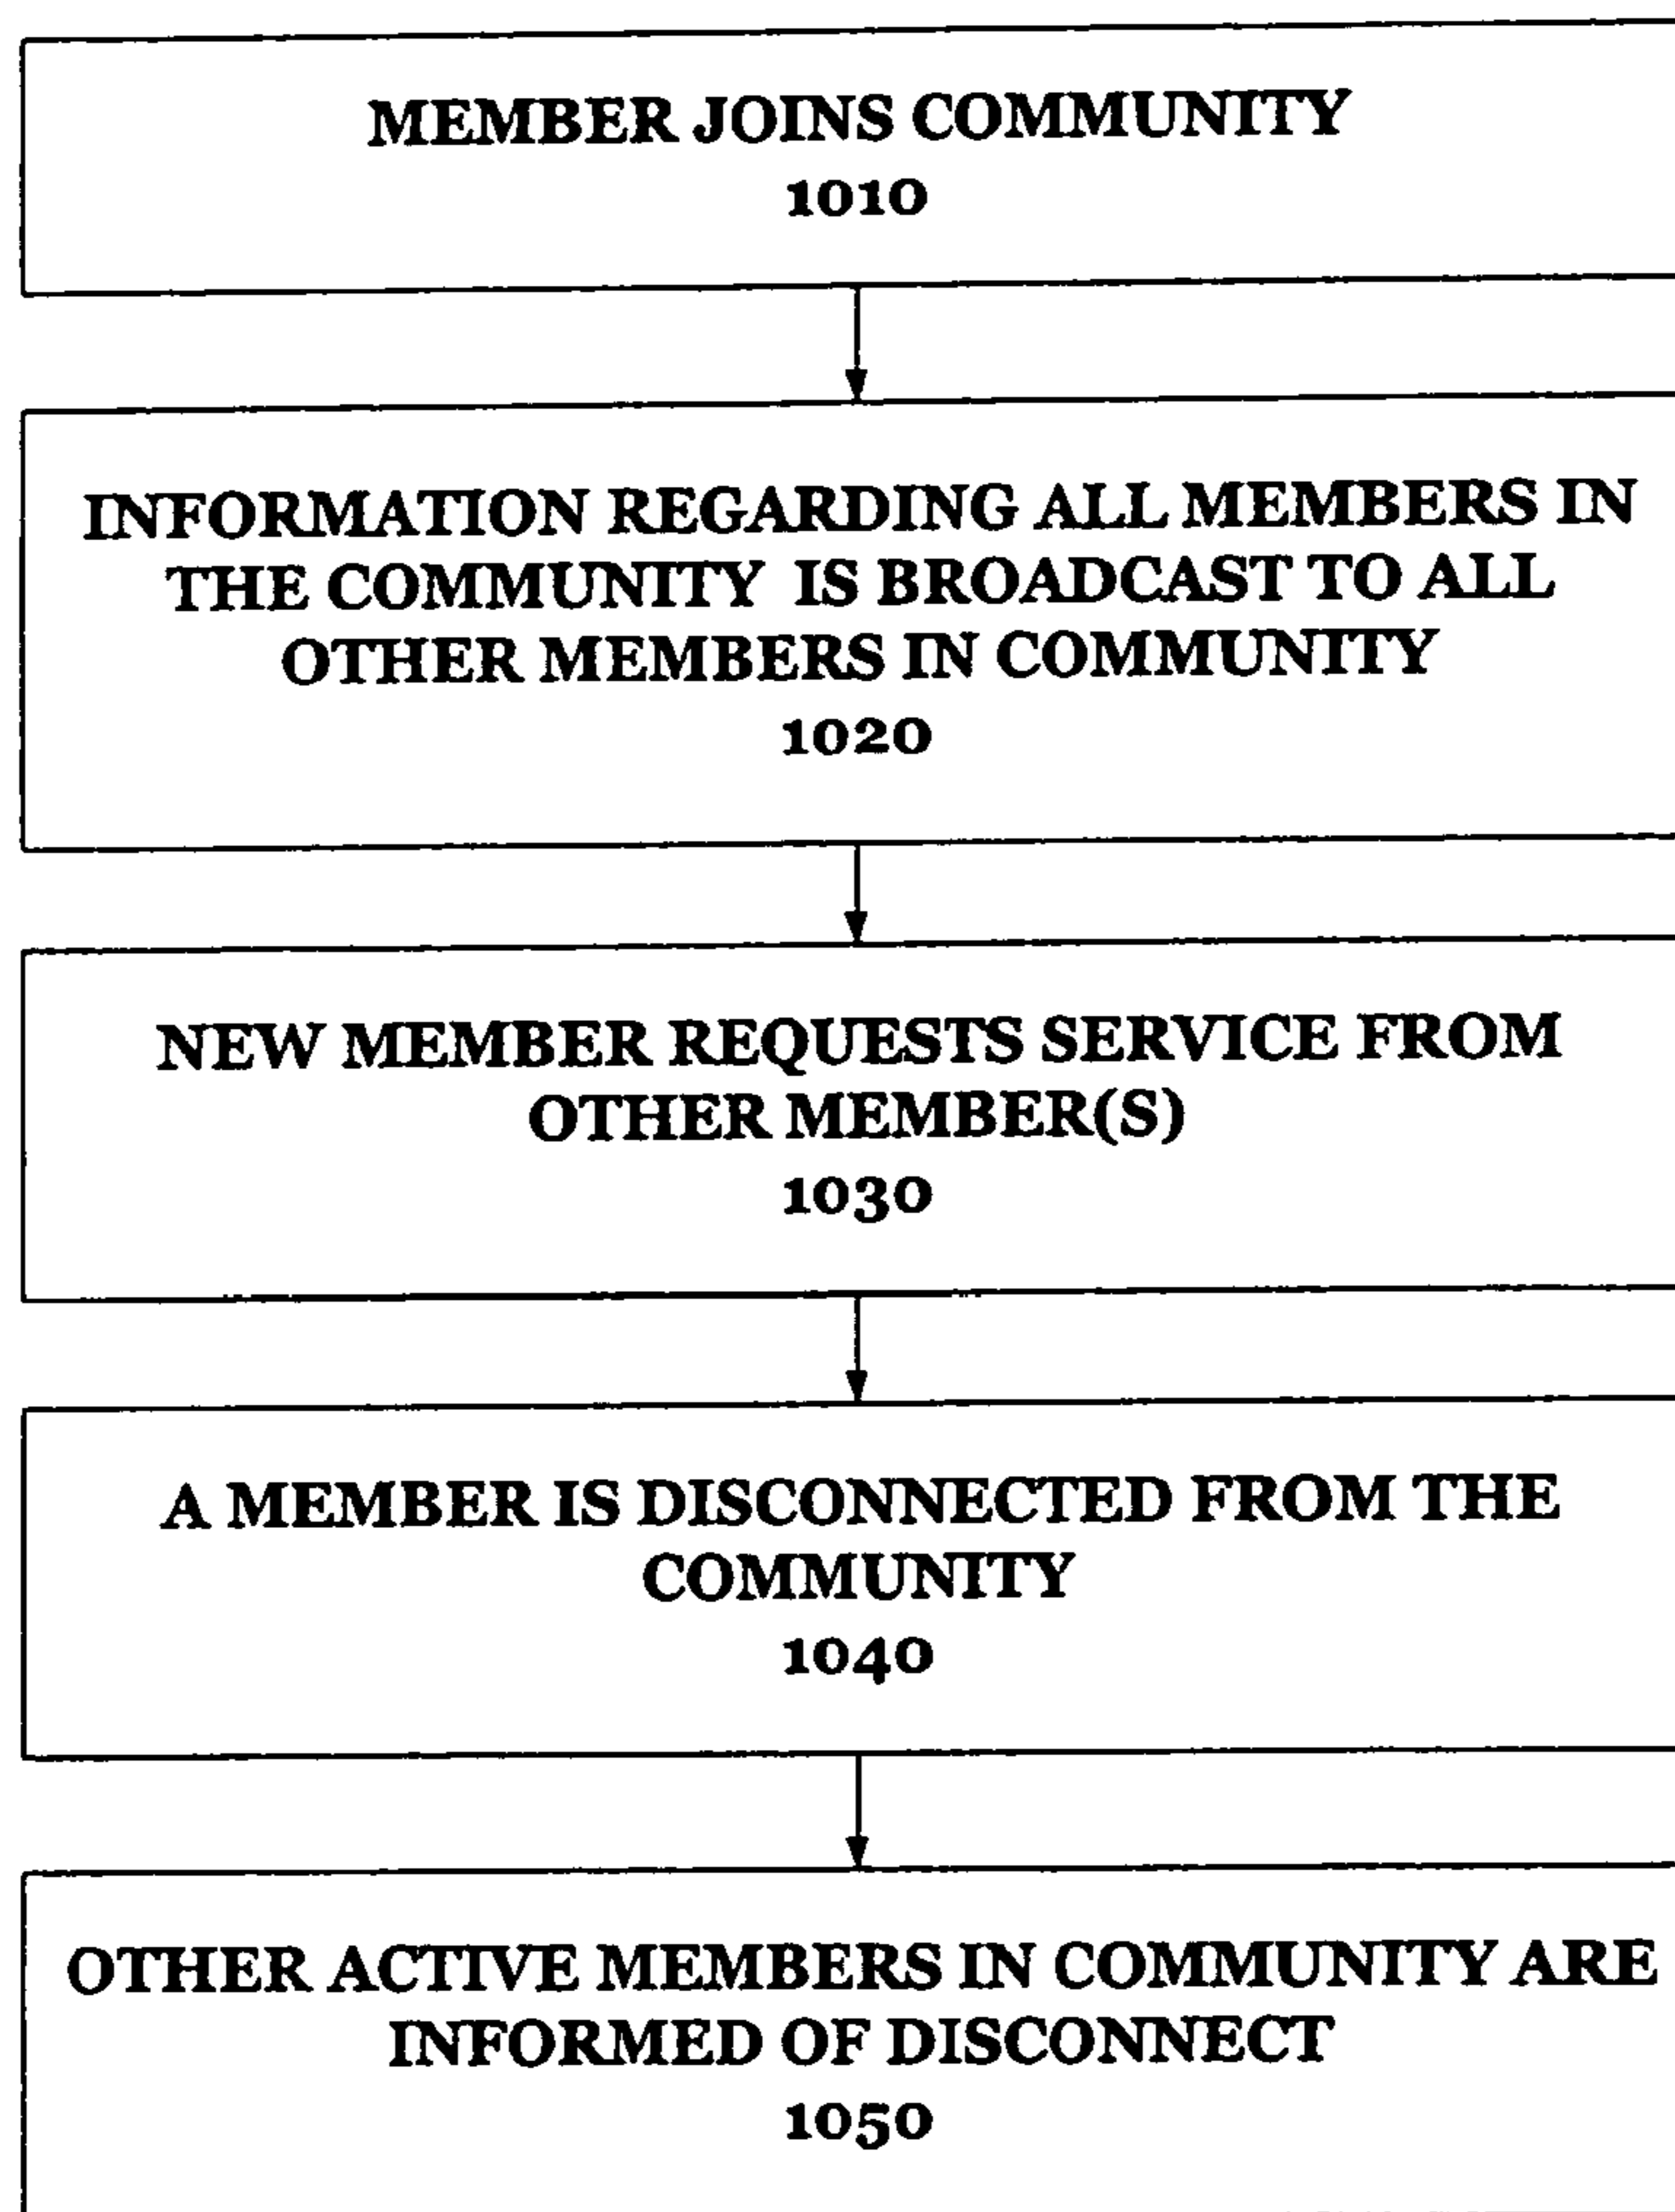 MEMBER JOINS COMMUNITY
1010
INFORMATION REGARDING ALL MEMBERS IN
THE COMMUNITY IS BROADCAST TO ALL
OTHER MEMBERS IN COMMUNITY
1020
NEW MEMBER REQUESTS SERVICE FROM
OTHER MEMBER(S)
1030
A MEMBER IS DISCONNECTED FROM THE
COMMUNITY
1040
OTHER ACTIVE MEMBERS IN COMMUNITY ARE
INFORMED OF DISCONNECT
1050